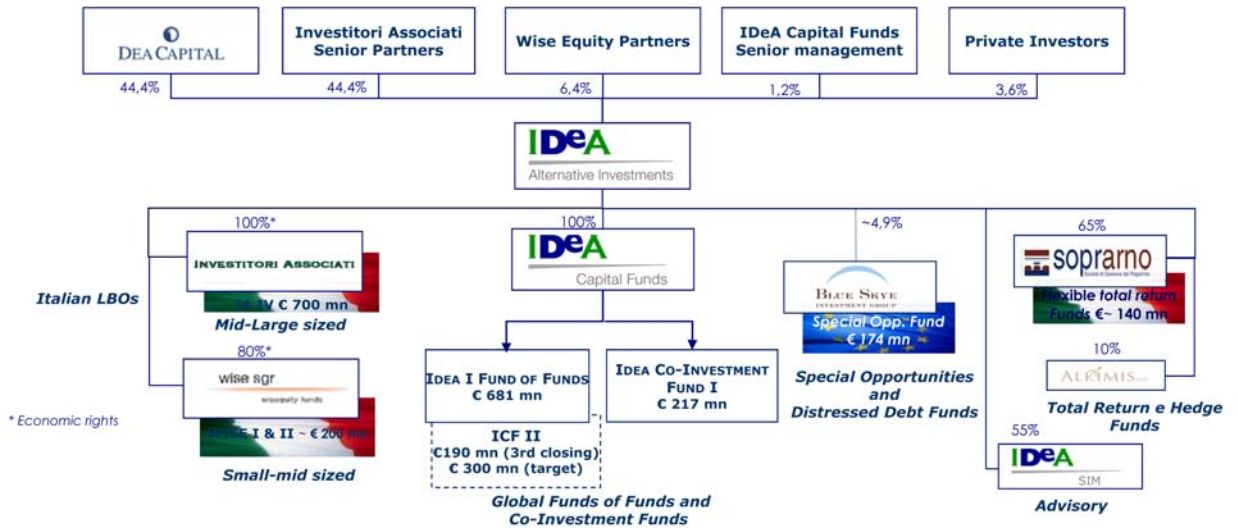 DEA CAPITAL
Investitori Associati
Senior Partners
Wise Equity Partners
IDeA Capital Funds
Senior management
Private Investors
44,4%
44,4%
6,4%
1,2%
3,6%
IDeA
Alternative Investments
100%*
100%
~4,9%
65%
INVESTITORI ASSOCIATI
IV € 700 mn
Mid-Large sized
Italian LBOs
IDeA
Capital Funds
BLUE SKYE
INVESTMENT GROUP
Special Opp. Fund
€ 174 mn
soprarno
Flexible total return
Funds €~ 140 mn
80%*
wise sgr
wisequity funds
I & II ~ € 200 mn
Small-mid sized
* Economic rights
IDEA I FUND OF FUNDS
€ 681 mn
IDEA CO-INVESTMENT
FUND I
€ 217 mn
ICF II
€190 mn (3rd closing)
€ 300 mn (target)
Global Funds of Funds and
Co-Investment Funds
Special Opportunities
and
Distressed Debt Funds
10%
ALKIMIS
Total Return e Hedge
Funds
55%
IDeA
SIM
Advisory